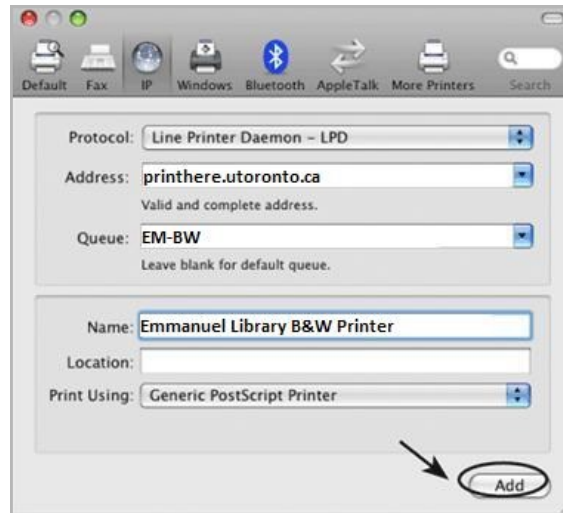 Default Fax IP Windows Bluetooth AppleTalk More Printers Search
Protocol: Line Printer Daemon – LPD
Address: printhere.utoronto.ca
Valid and complete address.
Queue: EM-BW
Leave blank for default queue.
Name: Emmanuel Library B&W Printer
Location:
Print Using: Generic PostScript Printer
Add